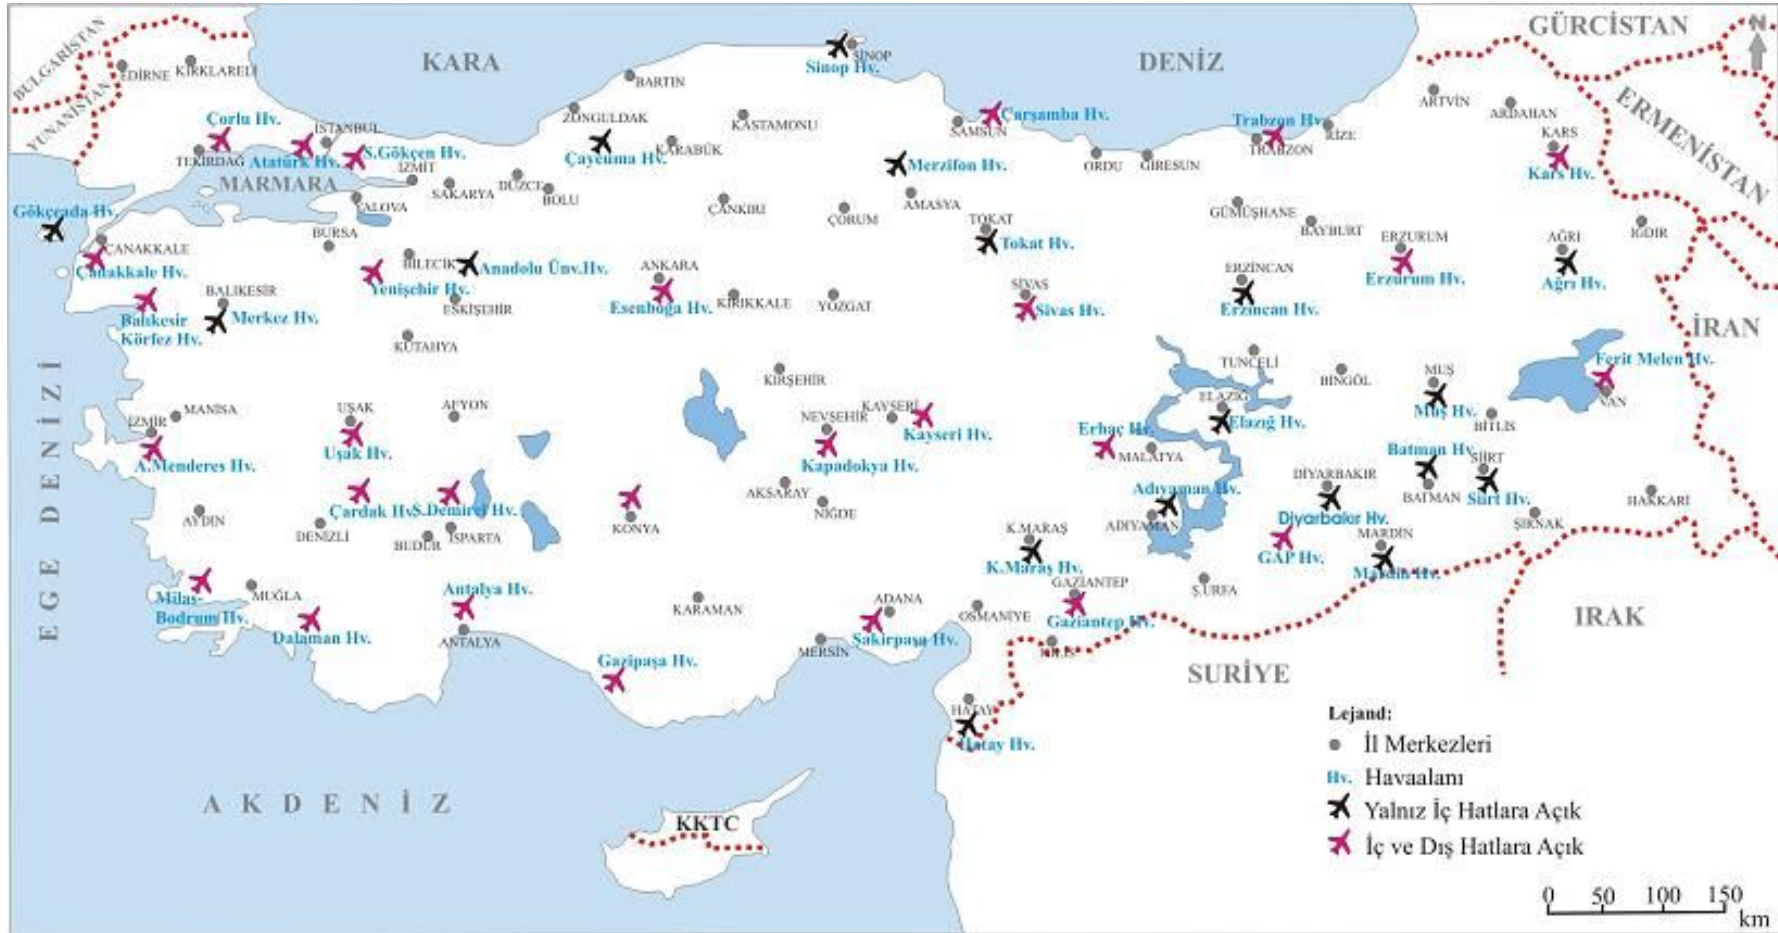 BULGARİSTAN
YUNANİSTAN
KARA
DENİZ
GÜRCİSTAN
ERMENİSTAN
N
İRAN
IRAK
SURİYE
EGE DENİZİ
AKDENİZ
MARMARA
KKTC
EDİRNE
KIRKLARELİ
Çorlu Hv.
TEKİRDAĞ
İSTANBUL
Atatürk Hv.
S.Gökçen Hv.
İZMİT
YALOVA
SAKARYA
DÜZCE
BOLU
BARTIN
ZONGULDAK
Çaycuma Hv.
KARABÜK
KASTAMONU
SİNOP
Sinop Hv.
SAMSUN
Çarşamba Hv.
Merzifon Hv.
AMASYA
ORDU
GİRESUN
Trabzon Hv.
TRABZON
RİZE
ARTVİN
ARDAHAN
KARS
Kars Hv.
Gökçeada Hv.
ÇANAKKALE
Çanakkale Hv.
BURSA
BİLECİK
Yenişehir Hv.
Anadolu Ünv.Hv.
ESKİŞEHİR
ANKARA
Esenboğa Hv.
KIRIKKALE
ÇANKIRI
ÇORUM
YOZGAT
TOKAT
Tokat Hv.
SİVAS
Sivas Hv.
GÜMÜŞHANE
BAYBURT
ERZİNCAN
Erzincan Hv.
ERZURUM
Erzurum Hv.
AĞRI
Ağrı Hv.
IĞDIR
BALIKESİR
Merkez Hv.
Balıkesir
Körfez Hv.
KÜTAHYA
KIRŞEHİR
TUNCELİ
BİNGÖL
MUŞ
Muş Hv.
Ferit Melen Hv.
VAN
BİTLİS
İZMİR
MANİSA
A.Menderes Hv.
UŞAK
Uşak Hv.
AFYON
NEVŞEHİR
Kapadokya Hv.
KAYSERİ
Kayseri Hv.
Erhaç Hv.
MALATYA
ELAZIĞ
Elazığ Hv.
DİYARBAKIR
Diyarbakır Hv.
Batman Hv.
BATMAN
SİİRT
Siirt Hv.
HAKKARİ
ŞIRNAK
AYDIN
DENİZLİ
Çardak Hv.
S.Demirel Hv.
BUDUR
ISPARTA
KONYA
AKSARAY
NİĞDE
K.MARAŞ
K.Maraş Hv.
Adıyaman Hv.
ADIYAMAN
GAP Hv.
MARDİN
Mardin Hv.
Milas-
Bodrum Hv.
MUĞLA
Dalaman Hv.
Antalya Hv.
ANTALYA
Gazipaşa Hv.
KARAMAN
MERSİN
ADANA
Sakirpaşa Hv.
OSMANİYE
GAZİANTEP
Gaziantep Hv.
Ş.URFA
KİLİS
HATAY
Hatay Hv.
Lejand:
İl Merkezleri
Hv. Havaalanı
Yalnız İç Hatlara Açık
İç ve Dış Hatlara Açık
0 50 100 150
km